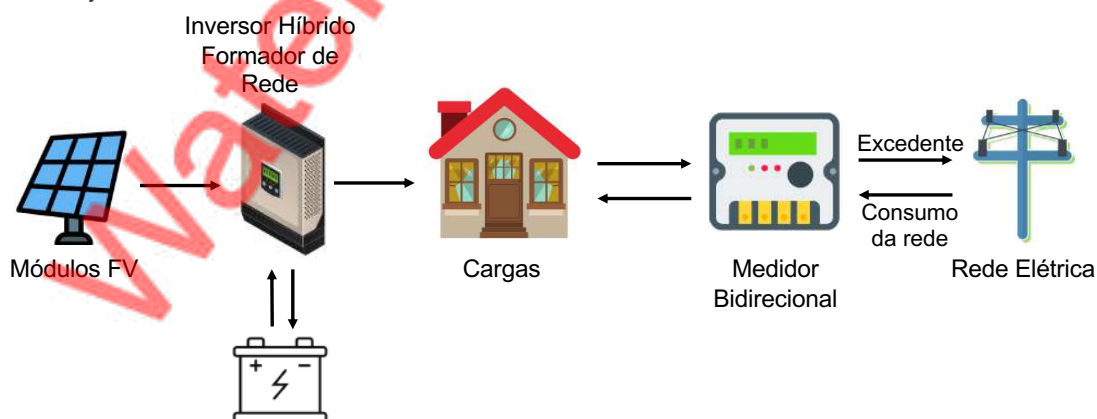 Inversor Híbrido
Formador de
Rede
Excedente
Consumo
da rede
Módulos FV
Cargas
Medidor
Bidirecional
Rede Elétrica
+ -